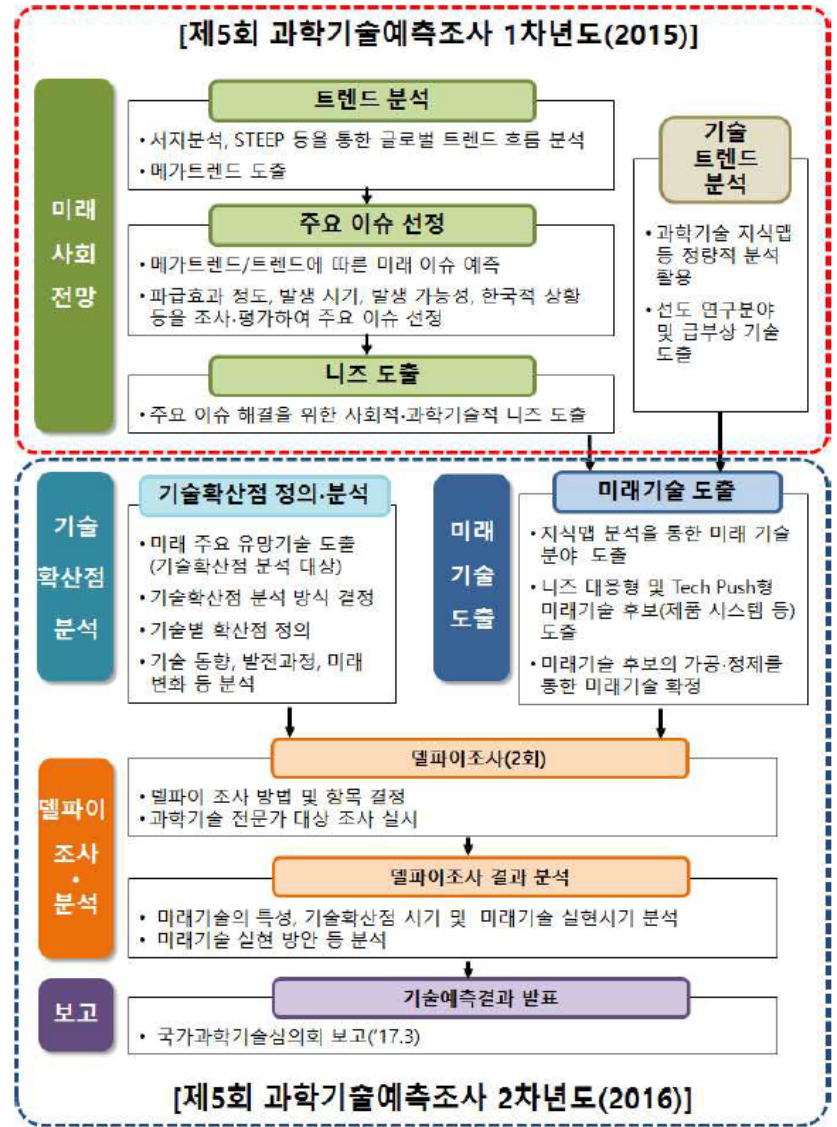 [제5회 과학기술예측조사 1차년도(2015)]
미래
사회
전망
트렌드 분석
• 서지분석, STEEP 등을 통한 글로벌 트렌드 흐름 분석
• 메가트렌드 도출
주요 이슈 선정
• 메가트렌드/트렌드에 따른 미래 이슈 예측
• 파급효과 정도, 발생 시기, 발생 가능성, 한국적 상황
등을 조사·평가하여 주요 이슈 선정
니즈 도출
• 주요 이슈 해결을 위한 사회적·과학기술적 니즈 도출
기술
트렌드
분석
• 과학기술 지식맵
등 정량적 분석
활용
• 선도 연구분야
및 급부상 기술
도출
기술
확산점
분석
기술확산점 정의·분석
• 미래 주요 유망기술 도출
(기술확산점 분석 대상)
• 기술확산점 분석 방식 결정
• 기술별 확산점 정의
• 기술 동향, 발전과정, 미래
변화 등 분석
미래
기술
도출
미래기술 도출
• 지식맵 분석을 통한 미래 기술
분야 도출
• 니즈 대응형 및 Tech Push형
미래기술 후보(제품 시스템 등)
도출
• 미래기술 후보의 가공·정제를
통한 미래기술 확정
델파이
조사
·
분석
델파이조사(2회)
• 델파이 조사 방법 및 항목 결정
• 과학기술 전문가 대상 조사 실시
델파이조사 결과 분석
• 미래기술의 특성, 기술확산점 시기 및 미래기술 실현시기 분석
• 미래기술 실현 방안 등 분석
보고
기술예측결과 발표
• 국가과학기술심의회 보고('17.3)
[제5회 과학기술예측조사 2차년도(2016)]